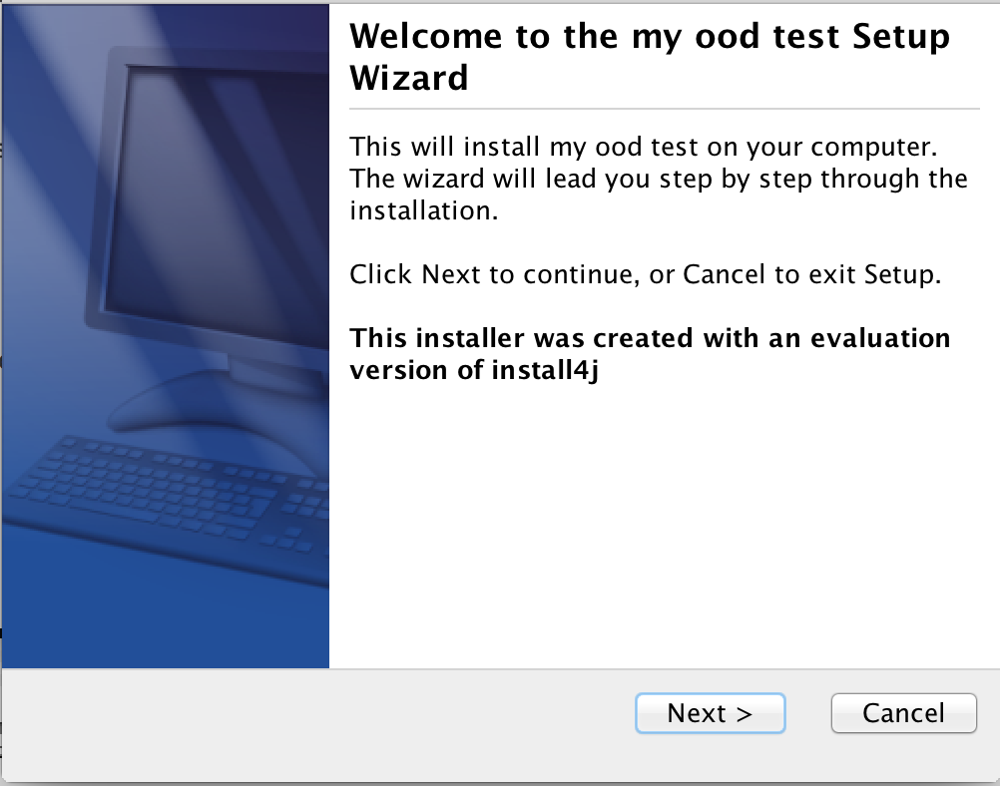 Welcome to the my ood test Setup
Wizard
This will install my ood test on your computer.
The wizard will lead you step by step through the
installation.
Click Next to continue, or Cancel to exit Setup.
This installer was created with an evaluation
version of install4j
Next >
Cancel